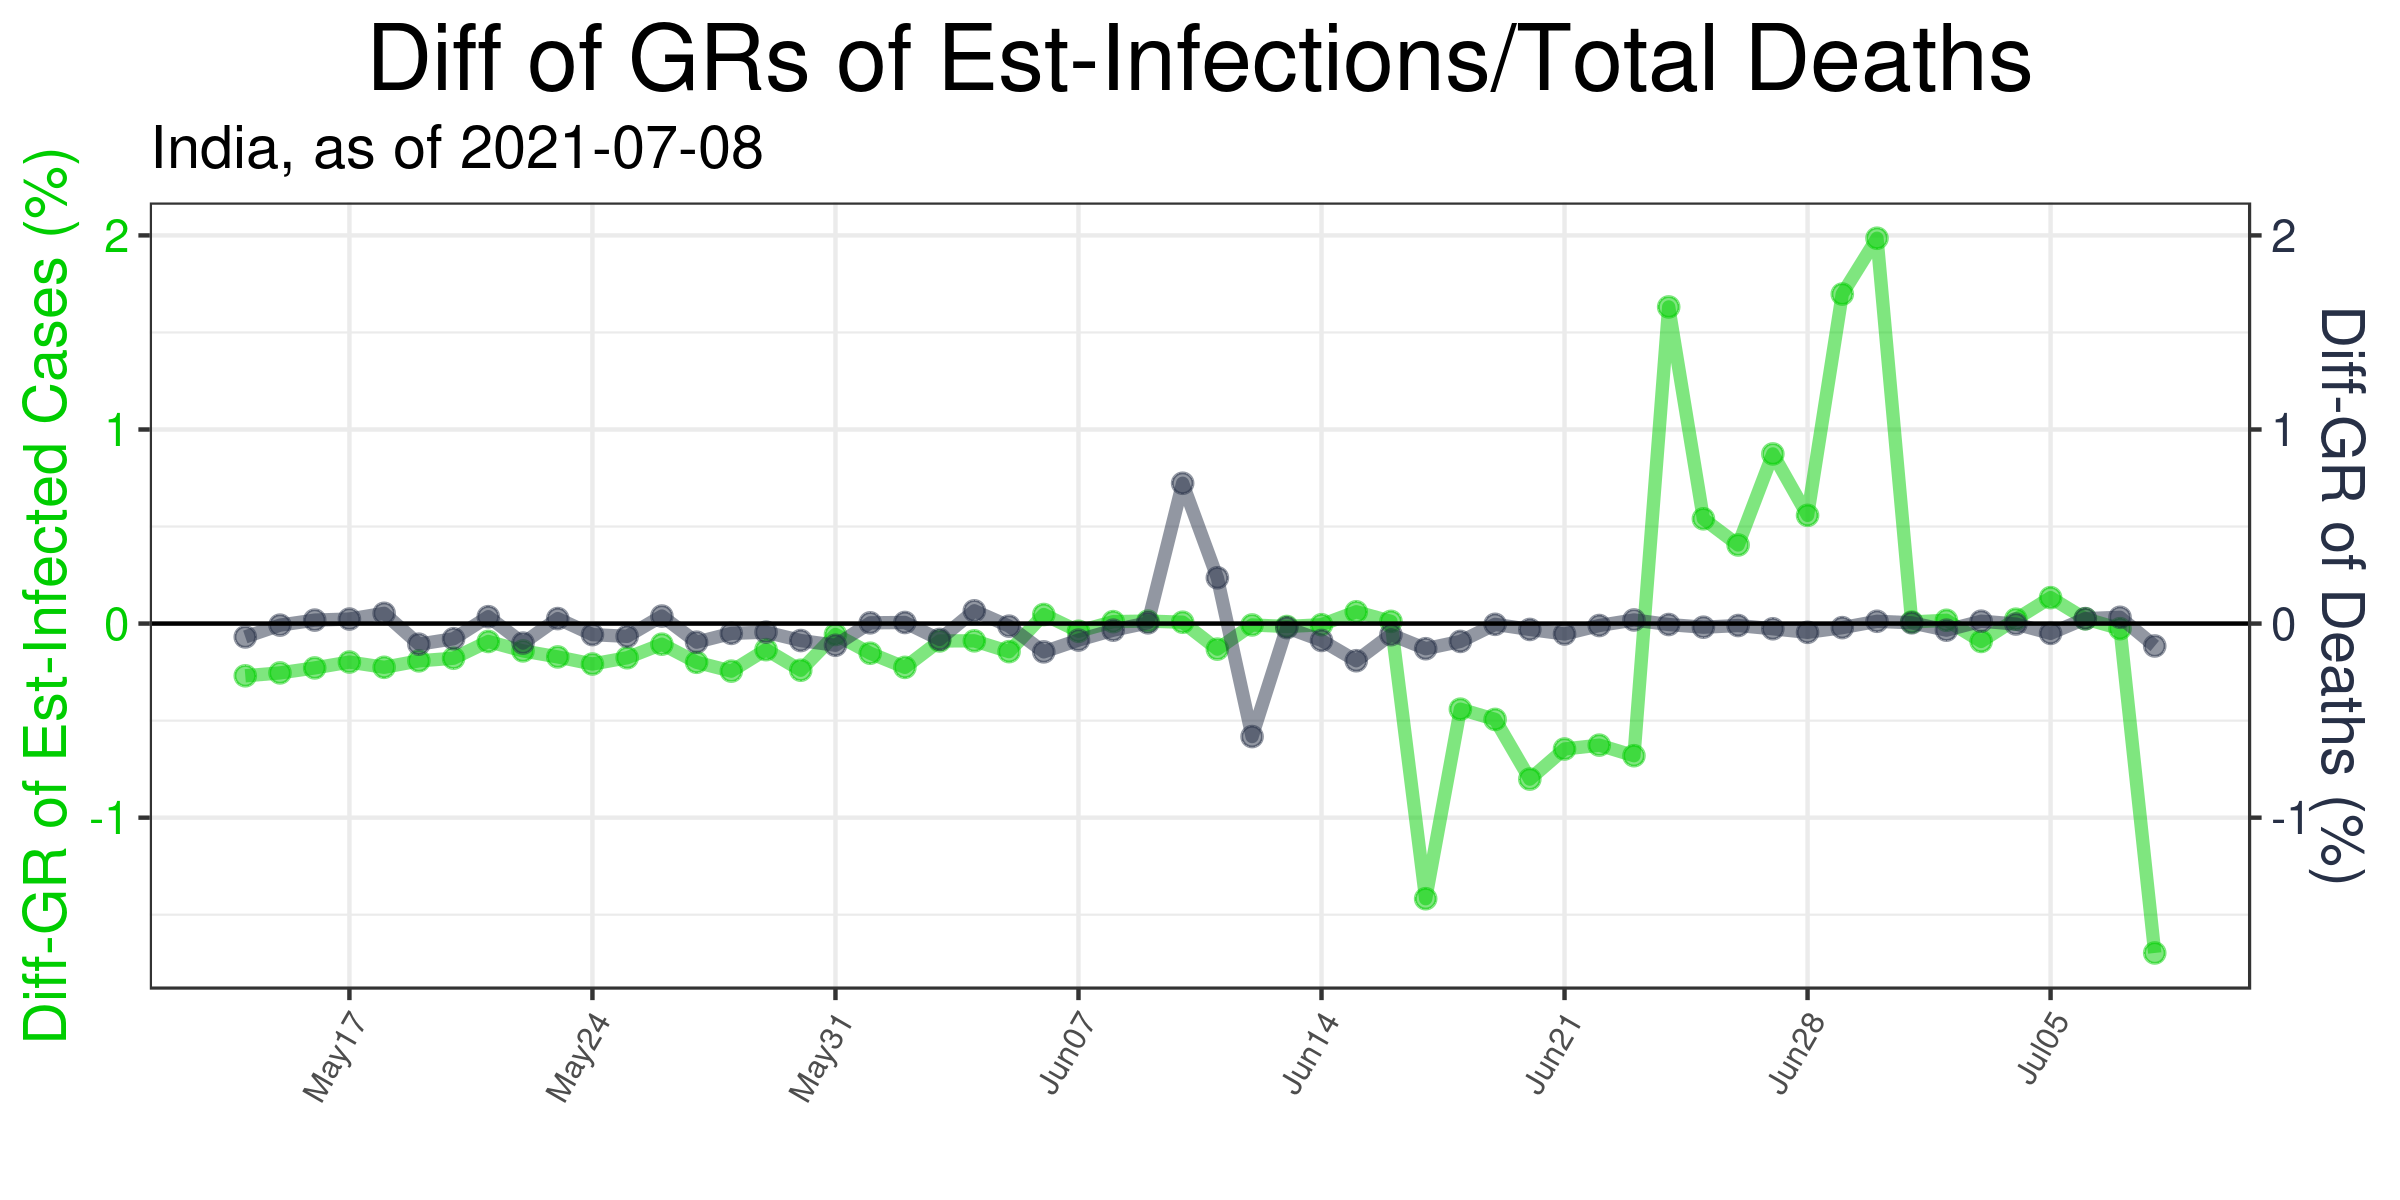 Diff of GRs of Est-Infections/Total Deaths
India, as of 2021-07-08
Diff-GR of Est-Infected Cases (%)
2
1
0
-1
2
1
0
-1
Diff-GR of Deaths (%)
May17
May24
May31
Jun07
Jun14
Jun21
Jun28
Jul05